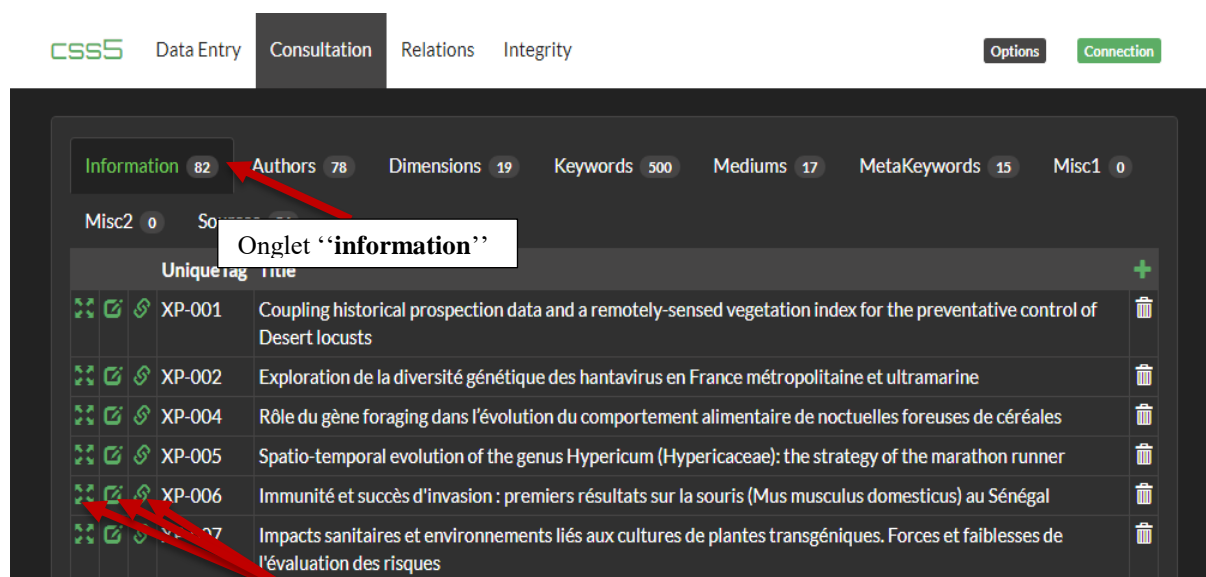 css5 Data Entry Consultation Relations Integrity Options Connection
Information 82 Authors 78 Dimensions 19 Keywords 500 Mediums 17 MetaKeywords 15 Misc1 0
Misc2 0
Onglet ‘‘information’’
UniqueTag Title
XP-001 Coupling historical prospection data and a remotely-sensed vegetation index for the preventative control of
Desert locusts
XP-002 Exploration de la diversité génétique des hantavirus en France métropolitaine et ultramarine
XP-004 Rôle du gène foraging dans l'évolution du comportement alimentaire de noctuelles foreuses de céréales
XP-005 Spatio-temporal evolution of the genus Hypericum (Hypericaceae): the strategy of the marathon runner
XP-006 Immunité et succès d'invasion : premiers résultats sur la souris (Mus musculus domesticus) au Sénégal
Impacts sanitaires et environnements liés aux cultures de plantes transgéniques. Forces et faiblesses de
l'évaluation des risques